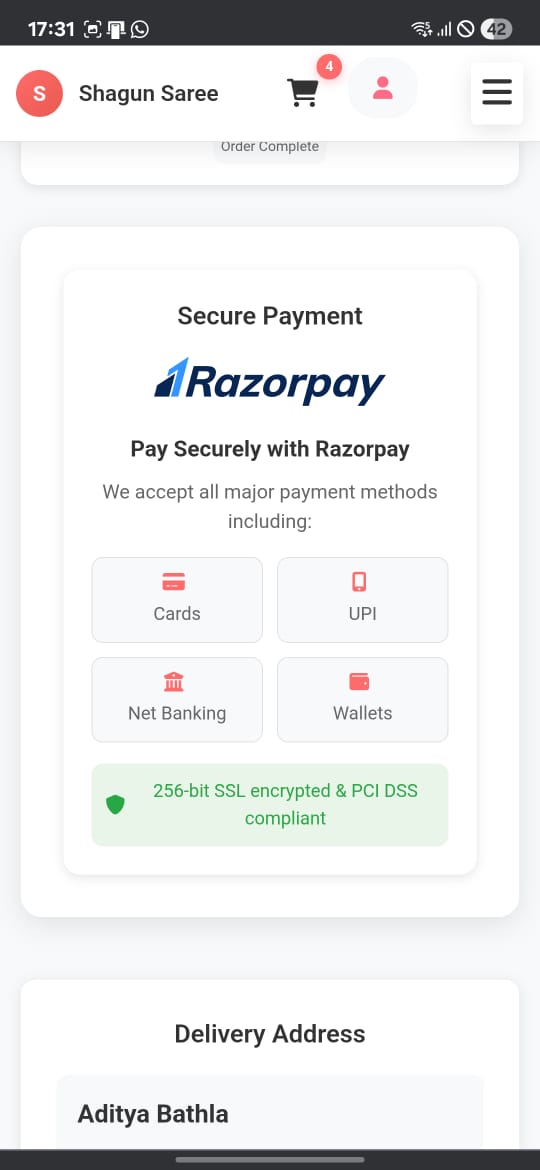 17:31
42
S
Shagun Saree
4
Order Complete
Secure Payment
Razorpay
Pay Securely with Razorpay
We accept all major payment methods
including:
Cards
UPI
Net Banking
Wallets
256-bit SSL encrypted & PCI DSS
compliant
Delivery Address
Aditya Bathla